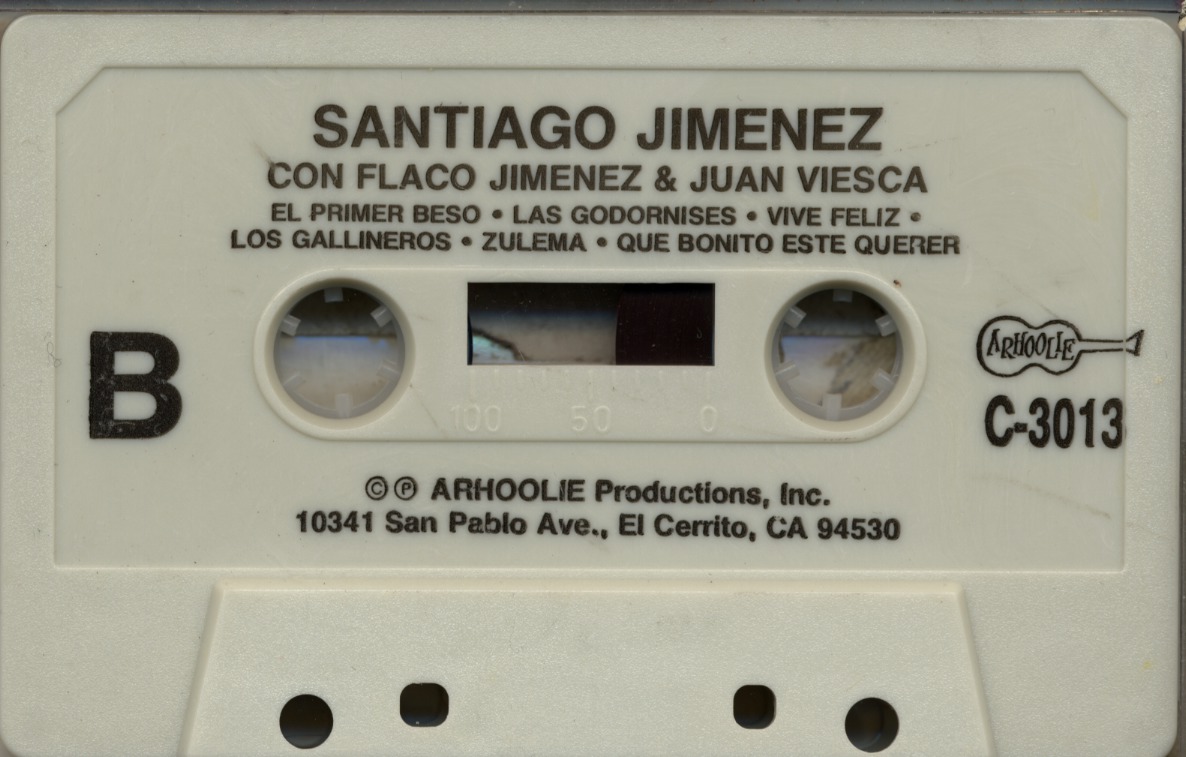 SANTIAGO JIMENEZ
CON FLACO JIMENEZ & JUAN VIESCA
EL PRIMER BESO • LAS GODORNISES • VIVE FELIZ •
LOS GALLINEROS • ZULEMA • QUE BONITO ESTE QUERER
B
ARHOOLIE
C-3013
100 50 0
©℗ ARHOOLIE Productions, Inc.
10341 San Pablo Ave., El Cerrito, CA 94530